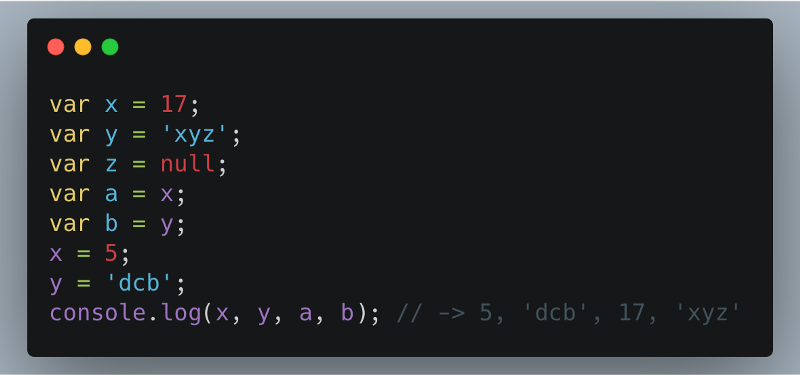 var x = 17;
var y = 'xyz';
var z = null;
var a = x;
var b = y;
x = 5;
y = 'dcb';
console.log(x, y, a, b); // -> 5, 'dcb', 17, 'xyz'